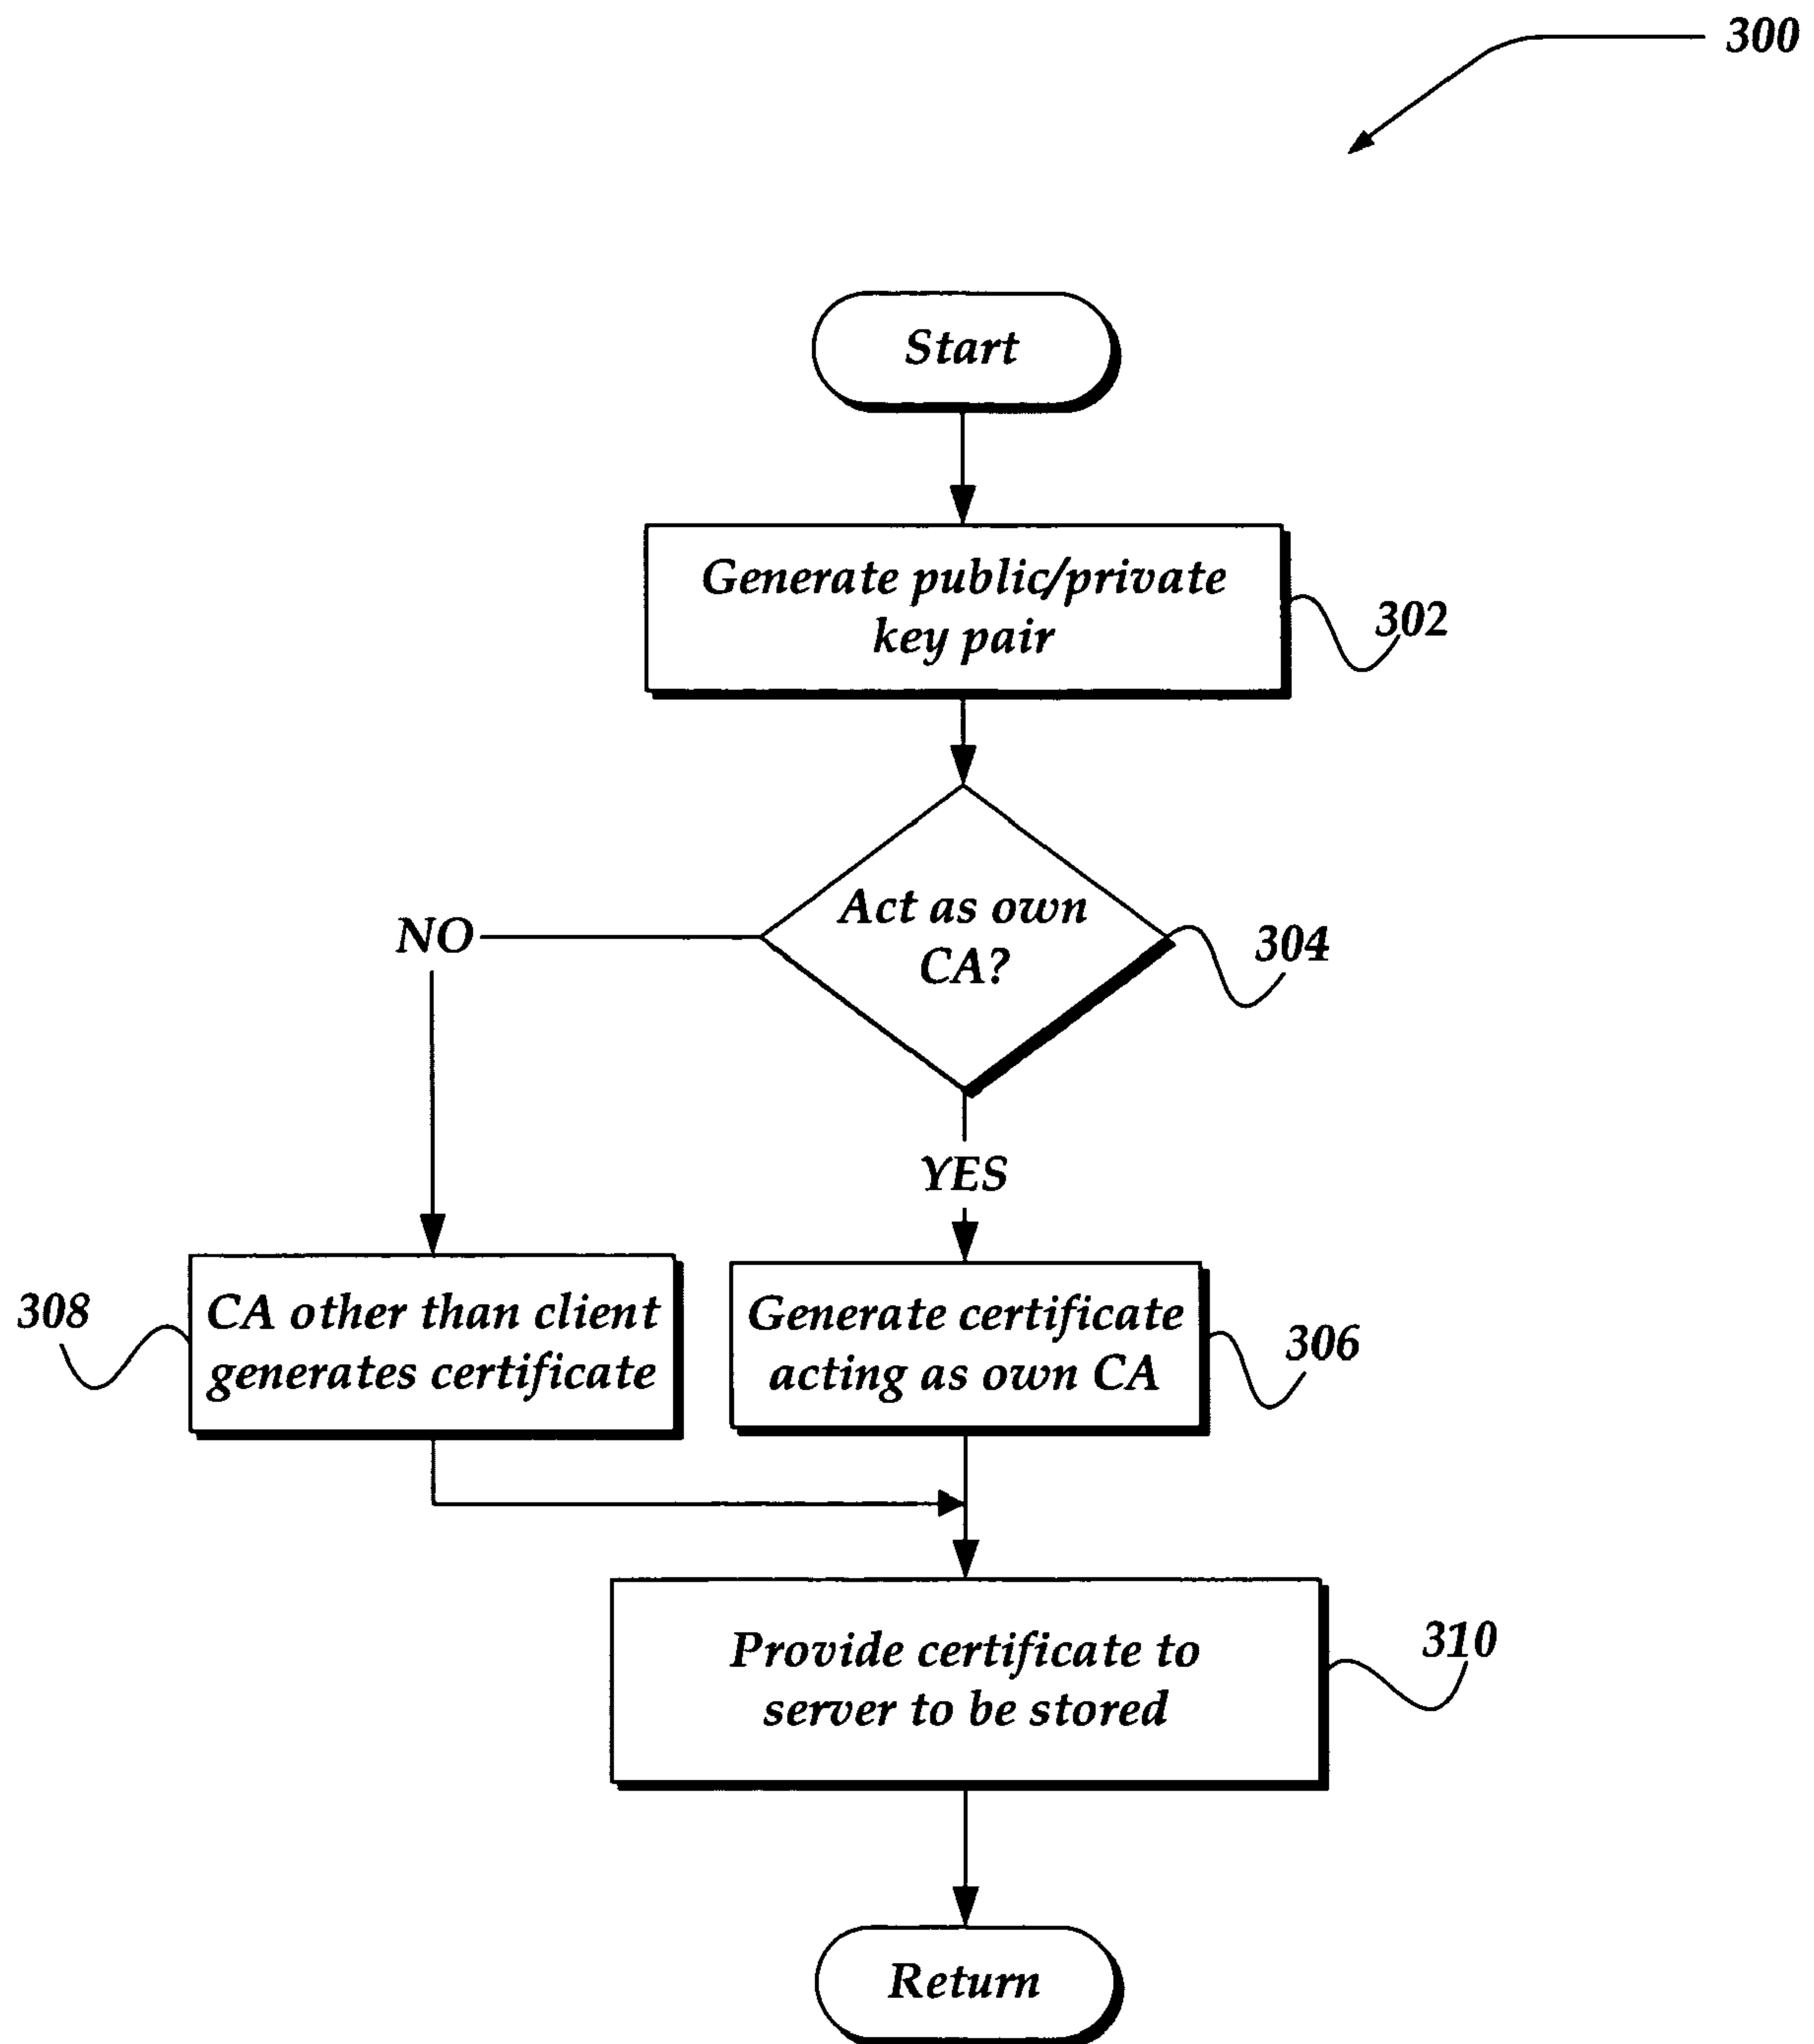 300
Start
Generate public/private
key pair
302
Act as own
CA?
304
NO
YES
308
CA other than client
generates certificate
Generate certificate
acting as own CA
306
Provide certificate to
server to be stored
310
Return